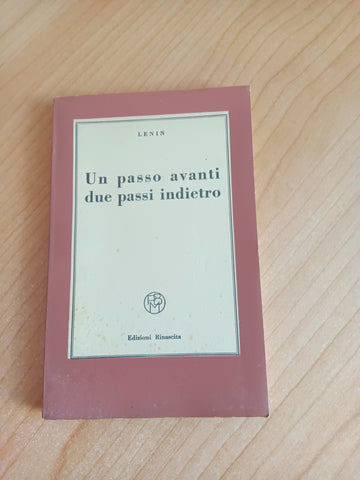 LENIN
Un passo avanti
due passi indietro
Edizioni Rinascita